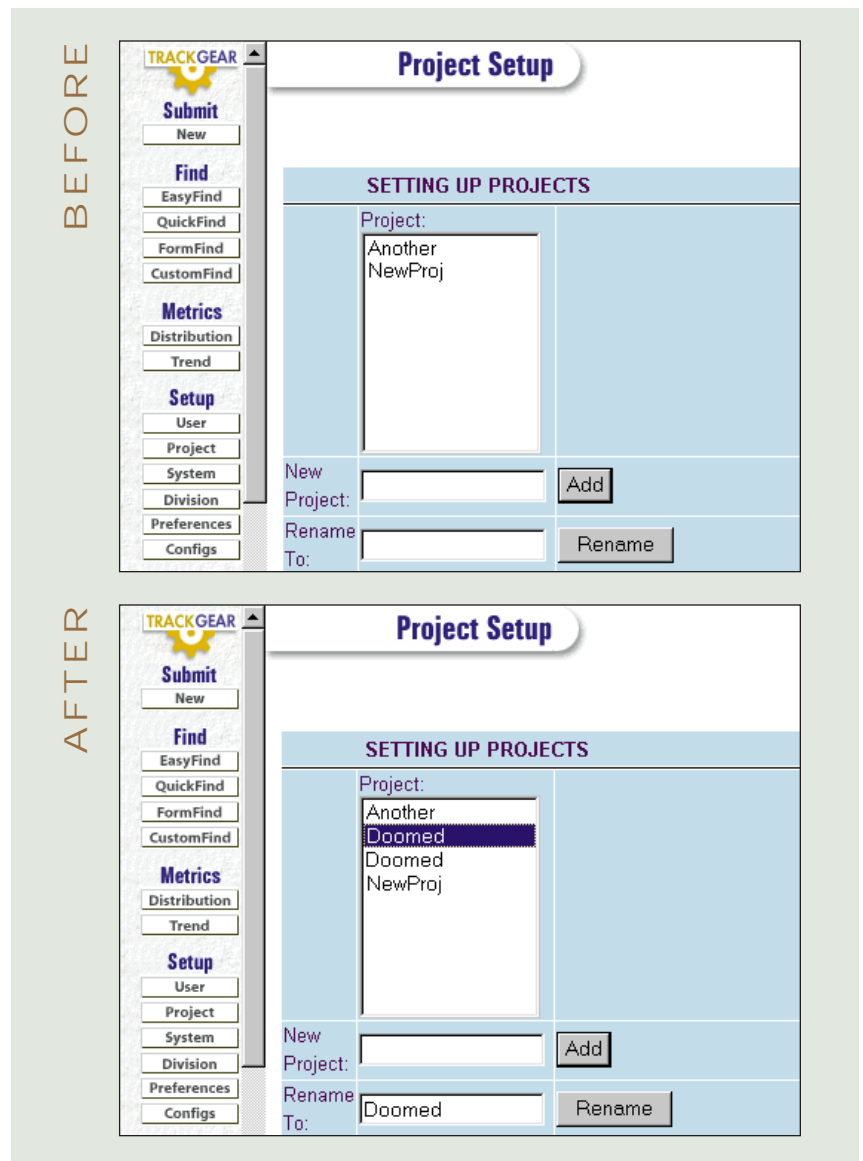 BEFORE
TRACKGEAR
Submit
New
Find
EasyFind
QuickFind
FormFind
CustomFind
Metrics
Distribution
Trend
Setup
User
Project
System
Division
Preferences
Configs
Project Setup
SETTING UP PROJECTS
Project:
Another
NewProj
New
Project:
Add
Rename
To:
Rename
AFTER
TRACKGEAR
Submit
New
Find
EasyFind
QuickFind
FormFind
CustomFind
Metrics
Distribution
Trend
Setup
User
Project
System
Division
Preferences
Configs
Project Setup
SETTING UP PROJECTS
Project:
Another
Doomed
Doomed
NewProj
New
Project:
Add
Rename
To:
Doomed
Rename